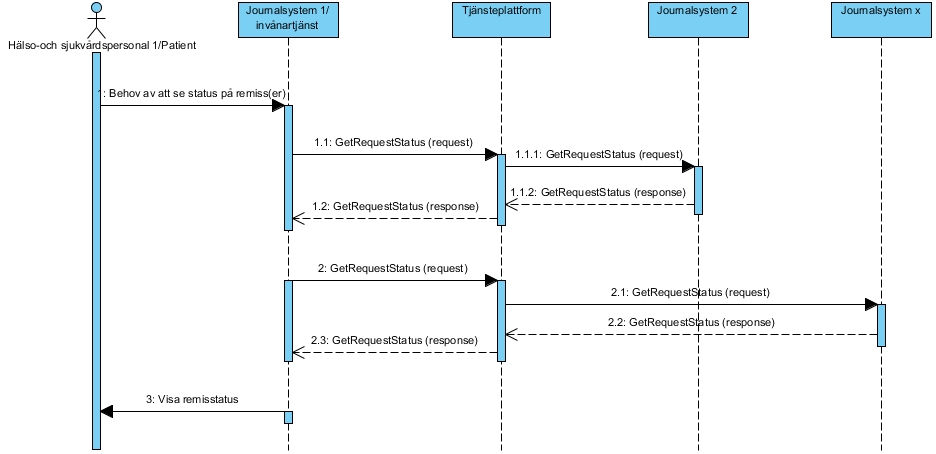 Journalsystem 1/
invånartjänst
Tjänsteplattform
Journalsystem 2
Journalsystem x
Hälso-och sjukvårdspersonal 1/Patient
1: Behov av att se status på remiss(er)
1.1: GetRequestStatus (request)
1.1.1: GetRequestStatus (request)
1.1.2: GetRequestStatus (response)
1.2: GetRequestStatus (response)
2: GetRequestStatus (request)
2.1: GetRequestStatus (request)
2.2: GetRequestStatus (response)
2.3: GetRequestStatus (response)
3: Visa remisstatus